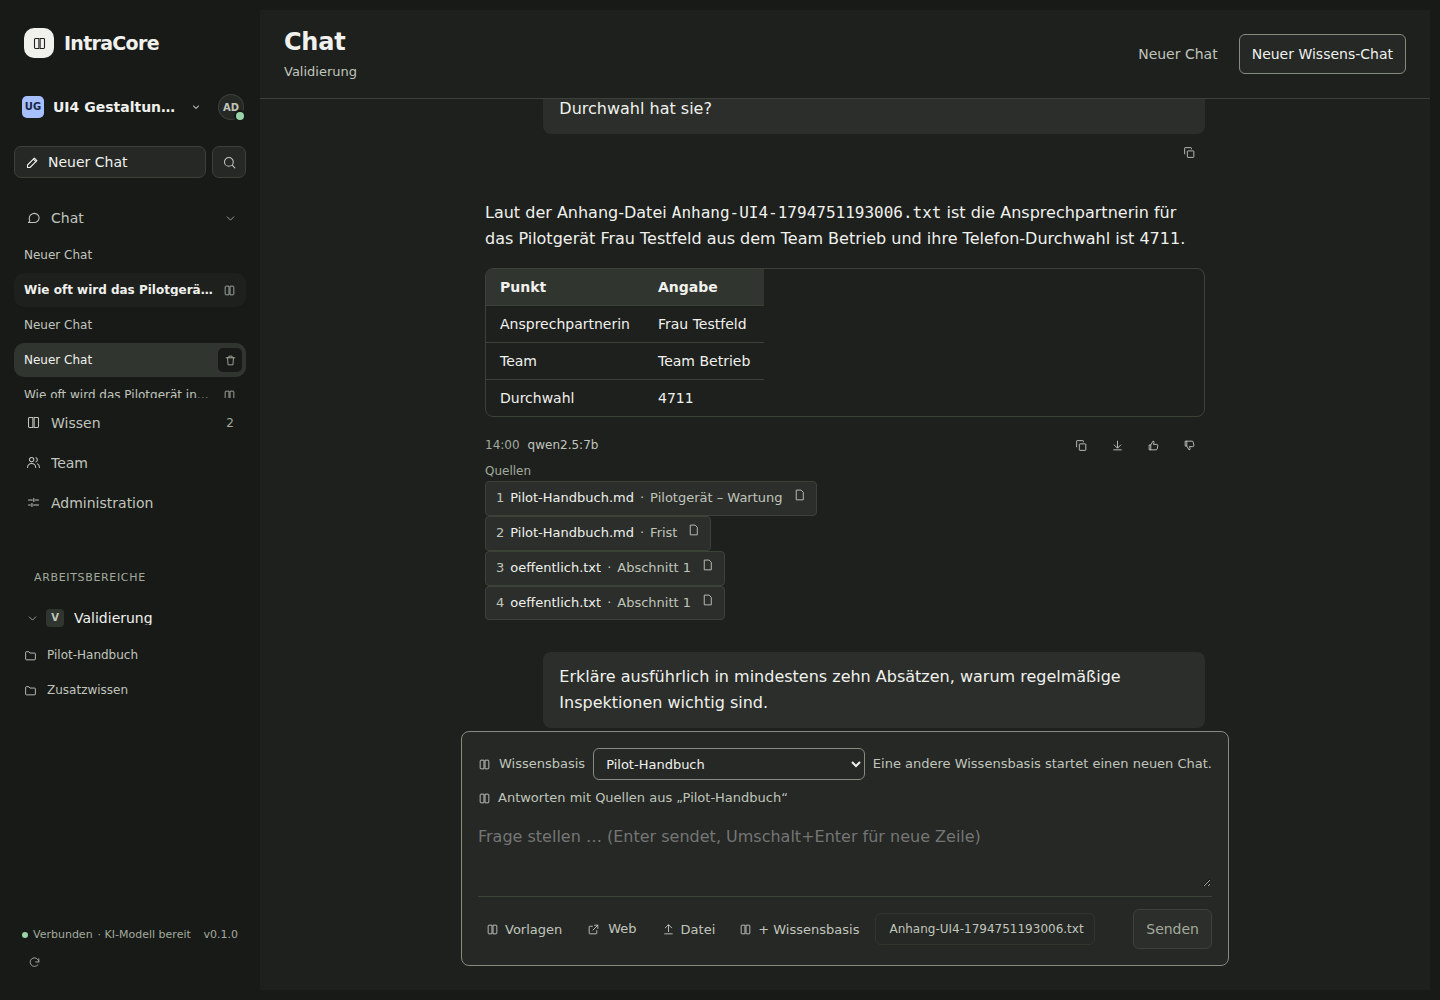 IntraCore
UG UI4 Gestaltun… AD
Neuer Chat
Chat
Neuer Chat
Wie oft wird das Pilotgerä…
Neuer Chat
Neuer Chat
Wie oft wird das Pilotgerät in…
Wissen 2
Team
Administration
ARBEITSBEREICHE
V Validierung
Pilot-Handbuch
Zusatzwissen
Verbunden · KI-Modell bereit v0.1.0
Chat
Validierung
Neuer Chat Neuer Wissens-Chat
Durchwahl hat sie?
Laut der Anhang-Datei Anhang-UI4-1794751193006.txt ist die Ansprechpartnerin für
das Pilotgerät Frau Testfeld aus dem Team Betrieb und ihre Telefon-Durchwahl ist 4711.
Punkt Angabe
Ansprechpartnerin Frau Testfeld
Team Team Betrieb
Durchwahl 4711
14:00 qwen2.5:7b
Quellen
1 Pilot-Handbuch.md · Pilotgerät – Wartung
2 Pilot-Handbuch.md · Frist
3 oeffentlich.txt · Abschnitt 1
4 oeffentlich.txt · Abschnitt 1
Erkläre ausführlich in mindestens zehn Absätzen, warum regelmäßige
Inspektionen wichtig sind.
Wissensbasis Pilot-Handbuch Eine andere Wissensbasis startet einen neuen Chat.
Antworten mit Quellen aus „Pilot-Handbuch“
Frage stellen … (Enter sendet, Umschalt+Enter für neue Zeile)
Vorlagen Web Datei + Wissensbasis Anhang-UI4-1794751193006.txt Senden